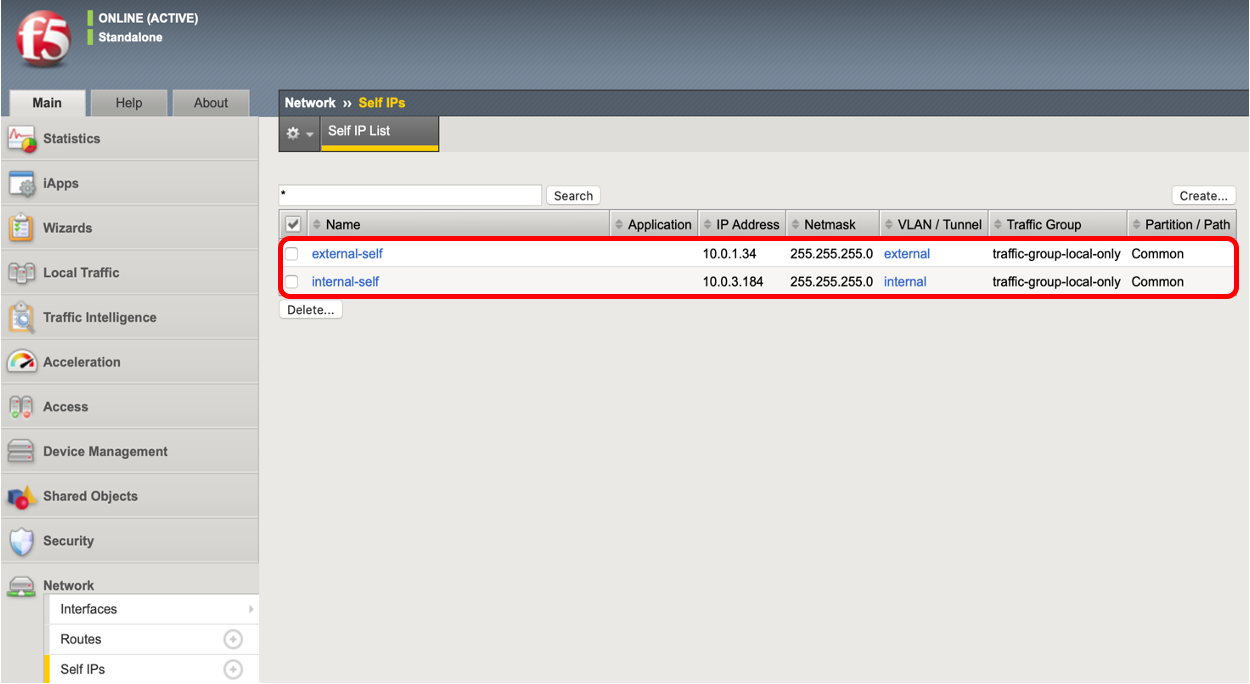 f5
ONLINE (ACTIVE)
Standalone
Main Help About
Network ›› Self IPs
Self IP List
Statistics
iApps
Wizards
Local Traffic
Traffic Intelligence
Acceleration
Access
Device Management
Shared Objects
Security
Network
Interfaces
Routes
Self IPs
* Search Create...
Name Application IP Address Netmask VLAN / Tunnel Traffic Group Partition / Path
external-self 10.0.1.34 255.255.255.0 external traffic-group-local-only Common
internal-self 10.0.3.184 255.255.255.0 internal traffic-group-local-only Common
Delete...